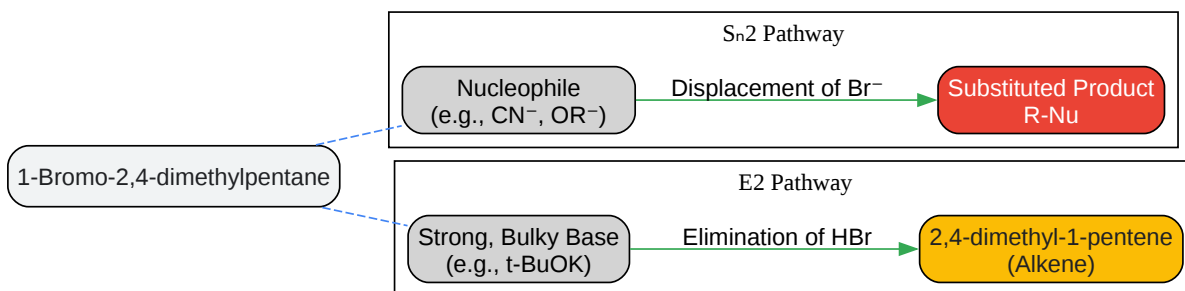 Sₙ2 Pathway
Nucleophile
(e.g., CN⁻, OR⁻)
Displacement of Br⁻
Substituted Product
R-Nu
1-Bromo-2,4-dimethylpentane
E2 Pathway
Strong, Bulky Base
(e.g., t-BuOK)
Elimination of HBr
2,4-dimethyl-1-pentene
(Alkene)